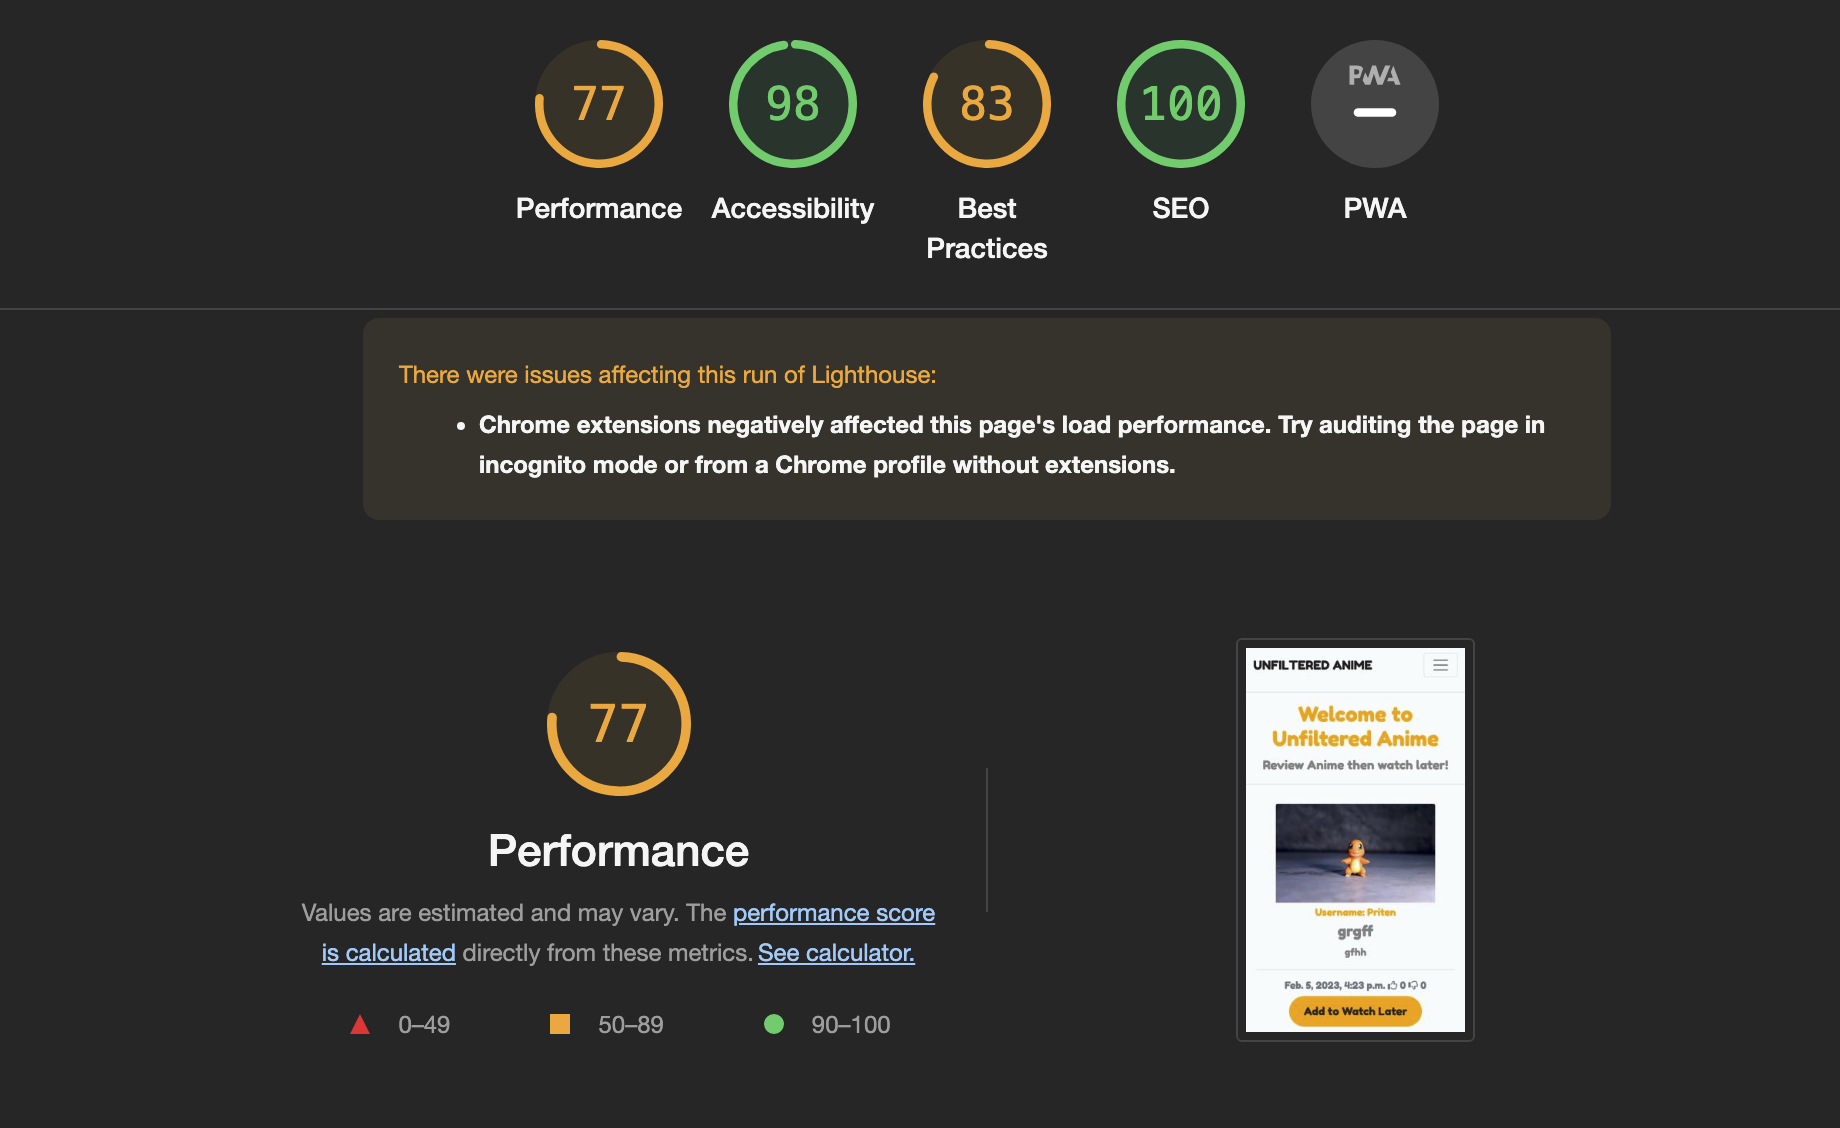 77
98
83
100
PWA
Performance
Accessibility
Best
Practices
SEO
PWA
There were issues affecting this run of Lighthouse:
• Chrome extensions negatively affected this page's load performance. Try auditing the page in
incognito mode or from a Chrome profile without extensions.
77
Performance
Values are estimated and may vary. The performance score
is calculated directly from these metrics. See calculator.
0–49
50–89
90–100
UNFILTERED ANIME
Welcome to
Unfiltered Anime
Review Anime then watch later!
Username: Priten
grgff
gfhh
Feb. 5, 2023, 4:23 p.m. 0 0
Add to Watch Later